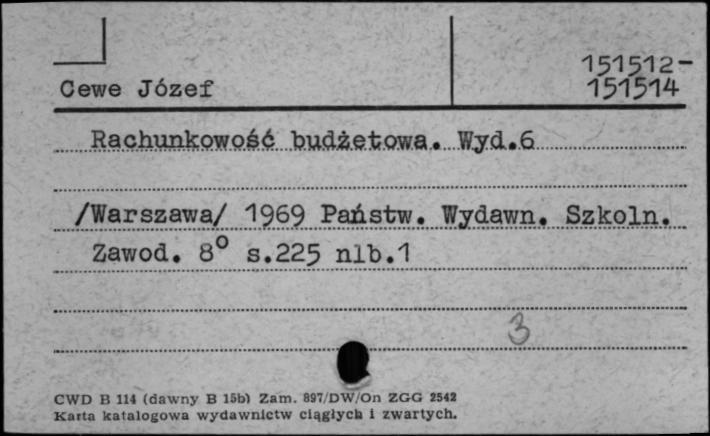 151512-
Cewe Józef 151514
Rachunkowość budżetowa. Wyd.6
/Warszawa/ 1969 Państw. Wydawn. Szkoln.
Zawod. 8° s.225 nlb.1
3
CWD B 114 (dawny B 15b) Zam. 897/DW/On ZGG 2542
Karta katalogowa wydawnictw ciągłych i zwartych.